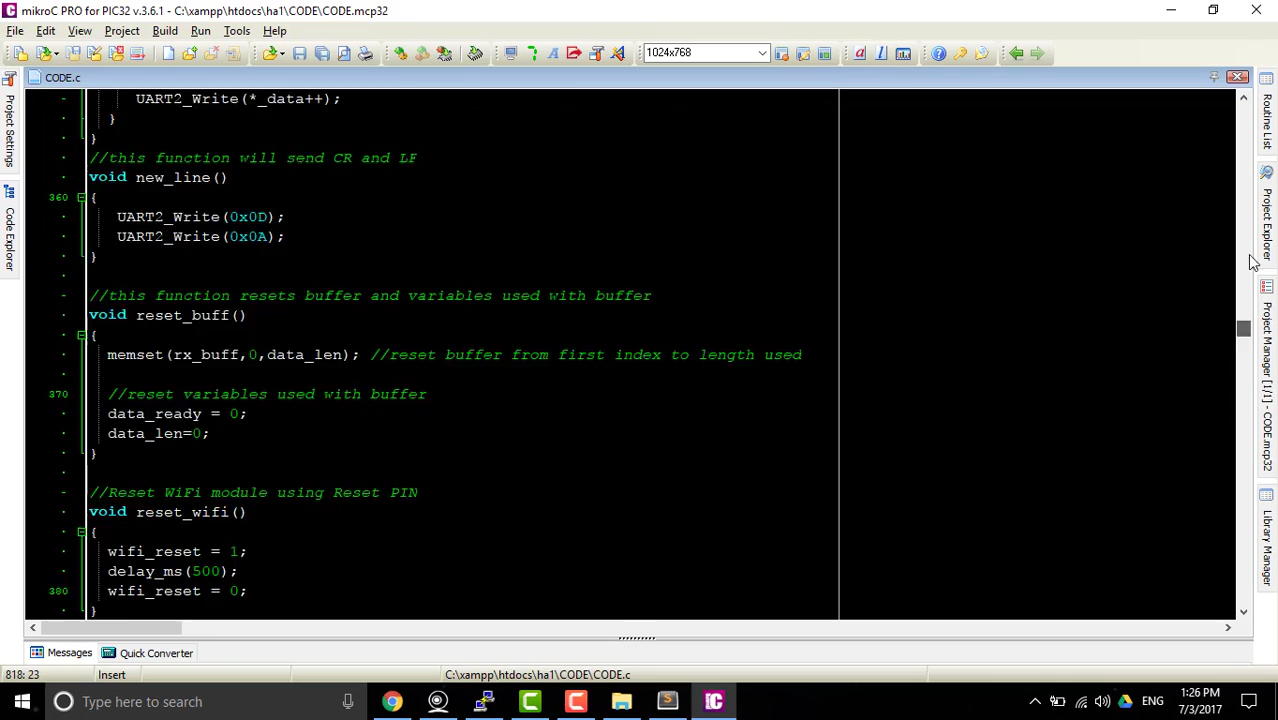 mikroC PRO for PIC32 v.3.6.1 - C:\xampp\htdocs\ha1\CODE\CODE.mcp32
File Edit View Project Build Run Tools Help
1024x768
CODE.c
UART2_Write(*_data++);
}
}
//this function will send CR and LF
void new_line()
360 {
UART2_Write(0x0D);
UART2_Write(0x0A);
}
//this function resets buffer and variables used with buffer
void reset_buff()
{
memset(rx_buff,0,data_len); //reset buffer from first index to length used
370 //reset variables used with buffer
data_ready = 0;
data_len=0;
}
//Reset WiFi module using Reset PIN
void reset_wifi()
{
wifi_reset = 1;
delay_ms(500);
380 wifi_reset = 0;
}
Project Settings
Code Explorer
Routine List
Project Explorer
Project Manager [1/1] - CODE.mcp32
Library Manager
Messages Quick Converter
818: 23 Insert C:\xampp\htdocs\ha1\CODE\CODE.c
Type here to search
ENG
1:26 PM
7/3/2017